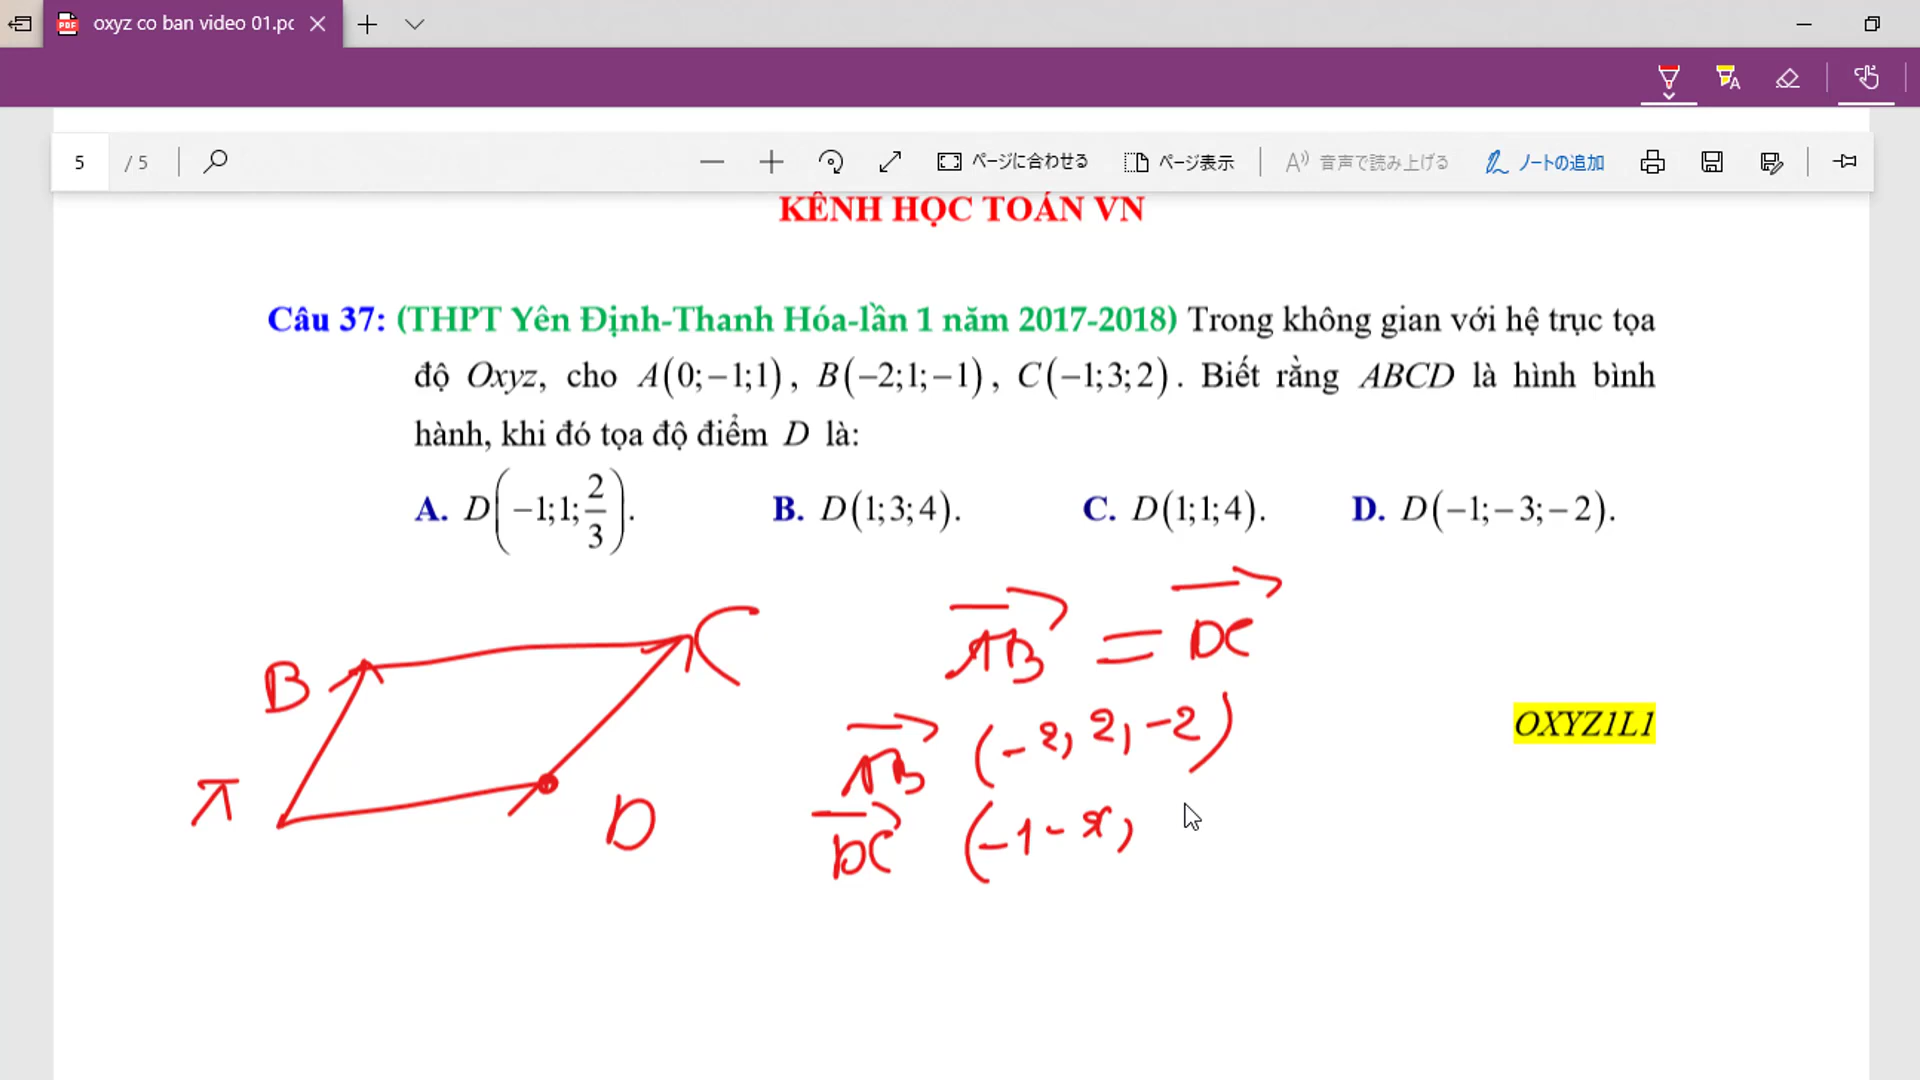 oxyz co ban video 01.pc
5 / 5
ページに合わせる
ページ表示
音声で読み上げる
ノートの追加
KÊNH HỌC TOÁN VN
Câu 37: (THPT Yên Định-Thanh Hóa-lần 1 năm 2017-2018) Trong không gian với hệ trục tọa
độ Oxyz, cho A(0;−1;1), B(−2;1;−1), C(−1;3;2). Biết rằng ABCD là hình bình
hành, khi đó tọa độ điểm D là:
A. D(−1;1;2/3). B. D(1;3;4). C. D(1;1;4). D. D(−1;−3;−2).
B
C
A
D
AB = DC
AB (-2, 2, -2)
DC (-1-x,
OXYZ1L1